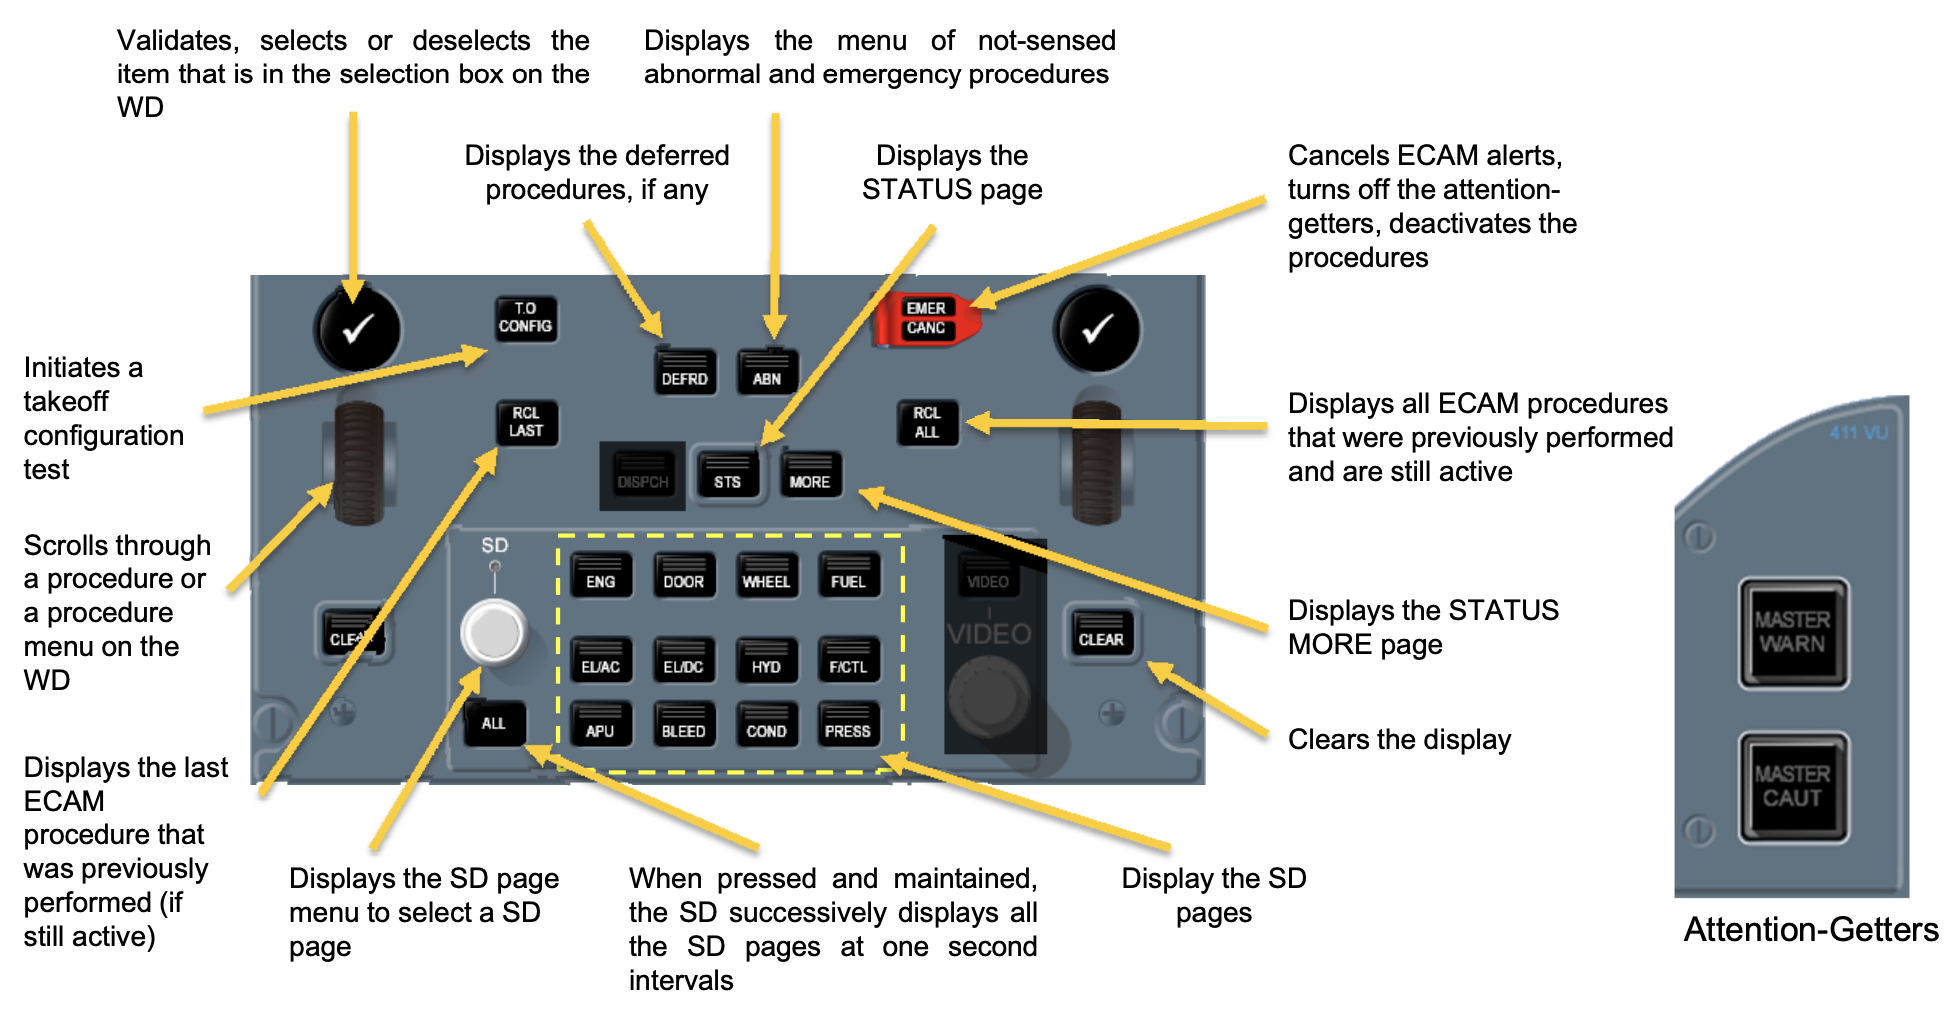 Validates, selects or deselects the
item that is in the selection box on the
WD
Displays the menu of not-sensed
abnormal and emergency procedures
Displays the deferred
procedures, if any
Displays the
STATUS page
Cancels ECAM alerts,
turns off the attention-
getters, deactivates the
procedures
Initiates a
takeoff
configuration
test
Scrolls through
a procedure or
a procedure
menu on the
WD
Displays the last
ECAM
procedure that
was previously
performed (if
still active)
✓
T.O
CONFIG
EMER
CANC
✓
DEFRD
ABN
RCL
LAST
RCL
ALL
DISPCH
STS
MORE
SD
ENG
DOOR
WHEEL
FUEL
VIDEO
CLEAR
VIDEO
CLEAR
EL/AC
EL/DC
HYD
F/CTL
ALL
APU
BLEED
COND
PRESS
Displays all ECAM procedures
that were previously performed
and are still active
Displays the STATUS
MORE page
Clears the display
Displays the SD page
menu to select a SD
page
When pressed and maintained,
the SD successively displays all
the SD pages at one second
intervals
Display the SD
pages
411 VU
MASTER
WARN
MASTER
CAUT
Attention-Getters